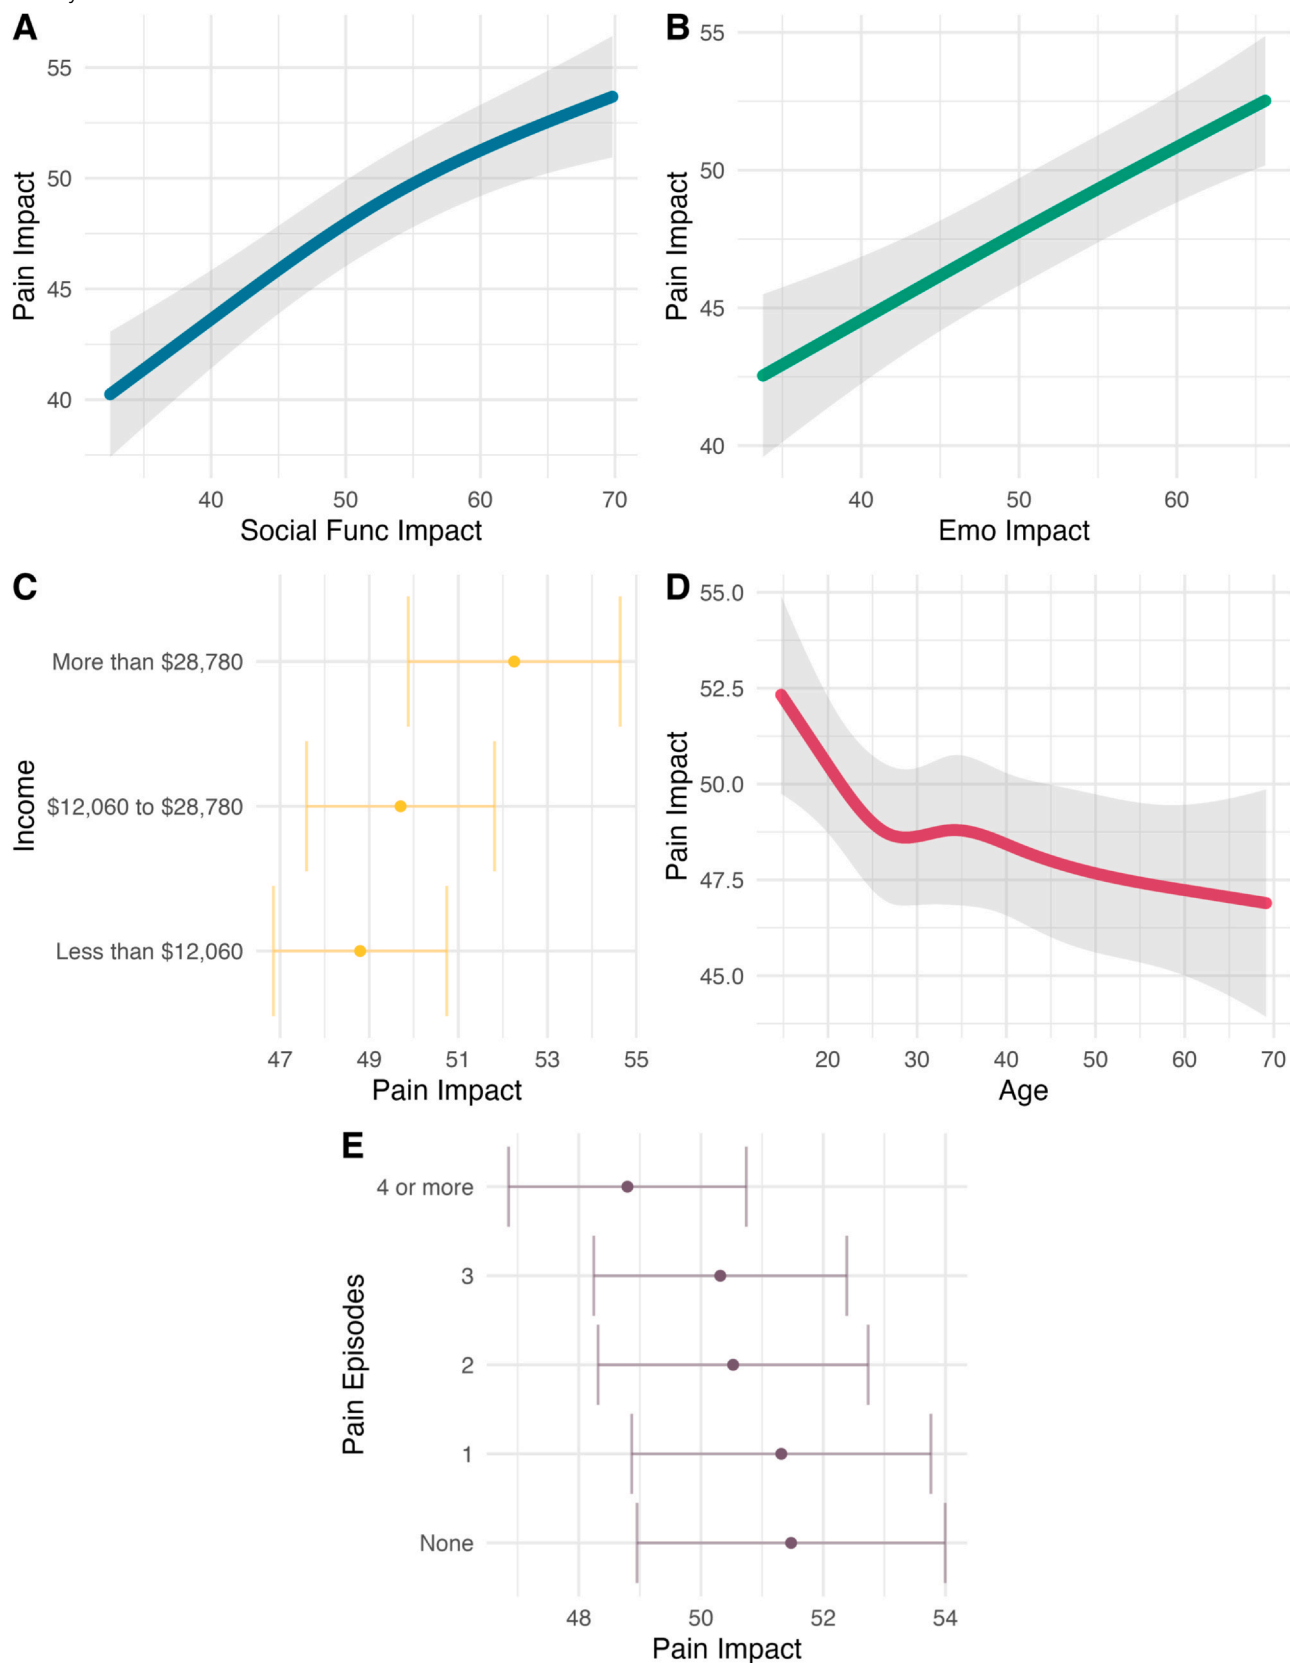 A
55
50
45
40
Pain Impact
40 50 60 70
Social Func Impact
B
55
50
45
40
Pain Impact
40 50 60
Emo Impact
C
More than $28,780
$12,060 to $28,780
Less than $12,060
Income
47 49 51 53 55
Pain Impact
D
55.0
52.5
50.0
47.5
45.0
Pain Impact
20 30 40 50 60 70
Age
E
4 or more
3
2
1
None
Pain Episodes
48 50 52 54
Pain Impact